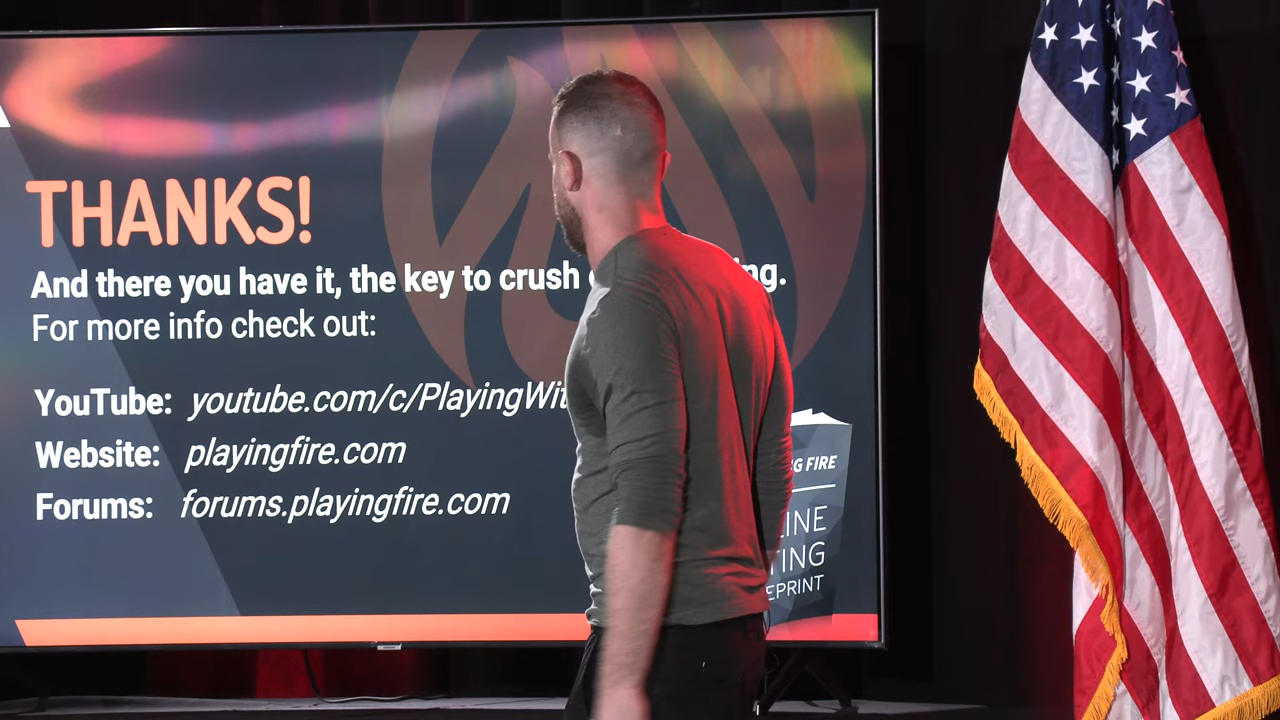 THANKS!
And there you have it, the key to crush
For more info check out:
YouTube: youtube.com/c/PlayingWit
Website: playingfire.com
Forums: forums.playingfire.com
G FIRE
INE
TING
EPRINT